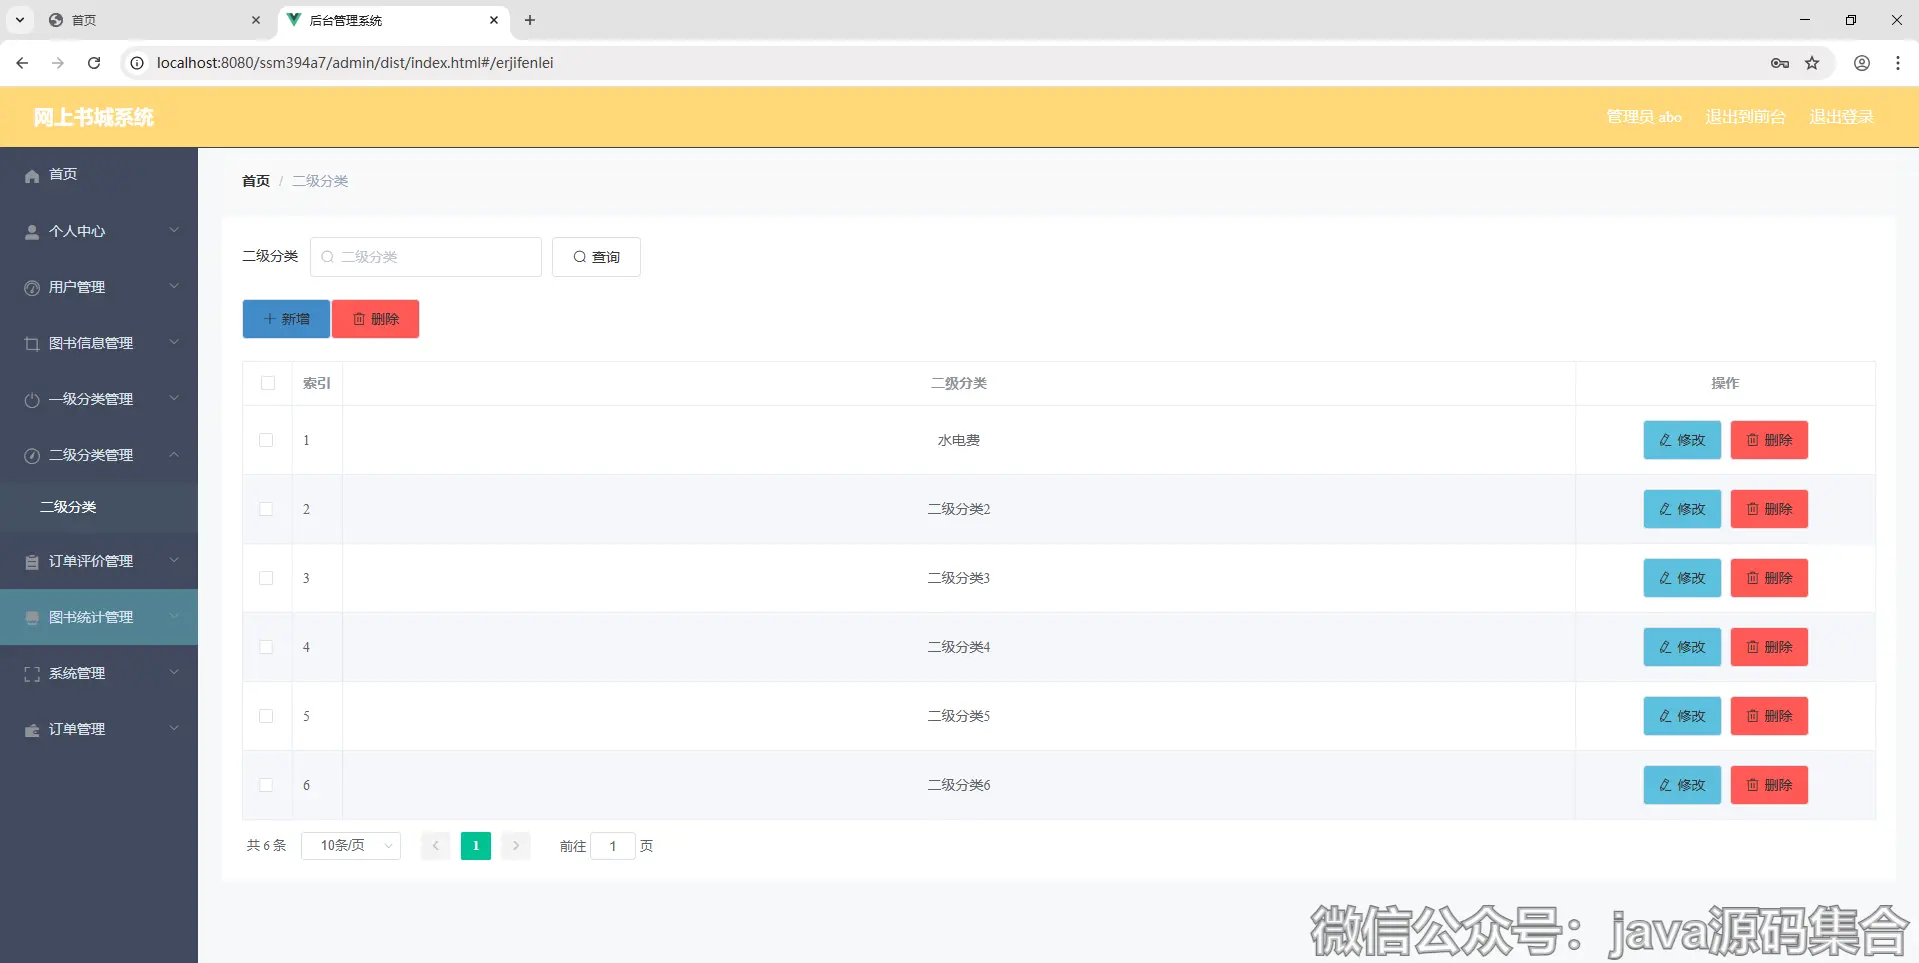 首页
后台管理系统
localhost:8080/ssm394a7/admin/dist/index.html#/erjifenlei
网上书城系统
管理员 abo
退出到前台
退出登录
首页
个人中心
用户管理
图书信息管理
一级分类管理
二级分类管理
二级分类
订单评价管理
图书统计管理
系统管理
订单管理
首页 / 二级分类
二级分类 二级分类 查询
新增 删除
索引 二级分类 操作
1 水电费 修改 删除
2 二级分类2 修改 删除
3 二级分类3 修改 删除
4 二级分类4 修改 删除
5 二级分类5 修改 删除
6 二级分类6 修改 删除
共 6 条 10条/页 1 前往 1 页
微信公众号：java源码集合